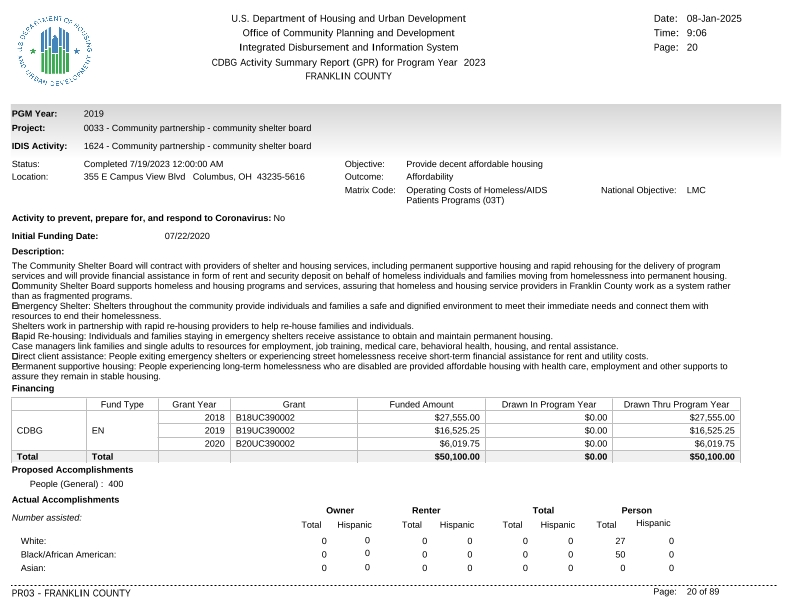 U.S. DEPARTMENT OF HOUSING
AND URBAN DEVELOPMENT
U.S. Department of Housing and Urban Development
Office of Community Planning and Development
Integrated Disbursement and Information System
CDBG Activity Summary Report (GPR) for Program Year 2023
FRANKLIN COUNTY
Date: 08-Jan-2025
Time: 9:06
Page: 20
PGM Year: 2019
Project: 0033 - Community partnership - community shelter board
IDIS Activity: 1624 - Community partnership - community shelter board
Status: Completed 7/19/2023 12:00:00 AM Objective: Provide decent affordable housing
Location: 355 E Campus View Blvd Columbus, OH 43235-5616 Outcome: Affordability
Matrix Code: Operating Costs of Homeless/AIDS National Objective: LMC
Patients Programs (03T)
Activity to prevent, prepare for, and respond to Coronavirus: No
Initial Funding Date: 07/22/2020
Description:
The Community Shelter Board will contract with providers of shelter and housing services, including permanent supportive housing and rapid rehousing for the delivery of program
services and will provide financial assistance in form of rent and security deposit on behalf of homeless individuals and families moving from homelessness into permanent housing.
Community Shelter Board supports homeless and housing programs and services, assuring that homeless and housing service providers in Franklin County work as a system rather
than as fragmented programs.
Emergency Shelter: Shelters throughout the community provide individuals and families a safe and dignified environment to meet their immediate needs and connect them with
resources to end their homelessness.
Shelters work in partnership with rapid re-housing providers to help re-house families and individuals.
Rapid Re-housing: Individuals and families staying in emergency shelters receive assistance to obtain and maintain permanent housing.
Case managers link families and single adults to resources for employment, job training, medical care, behavioral health, housing, and rental assistance.
Direct client assistance: People exiting emergency shelters or experiencing street homelessness receive short-term financial assistance for rent and utility costs.
Permanent supportive housing: People experiencing long-term homelessness who are disabled are provided affordable housing with health care, employment and other supports to
assure they remain in stable housing.
Financing
Fund Type Grant Year Grant Funded Amount Drawn In Program Year Drawn Thru Program Year
CDBG EN 2018 B18UC390002 $27,555.00 $0.00 $27,555.00
2019 B19UC390002 $16,525.25 $0.00 $16,525.25
2020 B20UC390002 $6,019.75 $0.00 $6,019.75
Total Total $50,100.00 $0.00 $50,100.00
Proposed Accomplishments
People (General) : 400
Actual Accomplishments
Number assisted: Owner Renter Total Person
Total Hispanic Total Hispanic Total Hispanic Total Hispanic
White: 0 0 0 0 0 0 27 0
Black/African American: 0 0 0 0 0 0 50 0
Asian: 0 0 0 0 0 0 0 0
PR03 - FRANKLIN COUNTY Page: 20 of 89